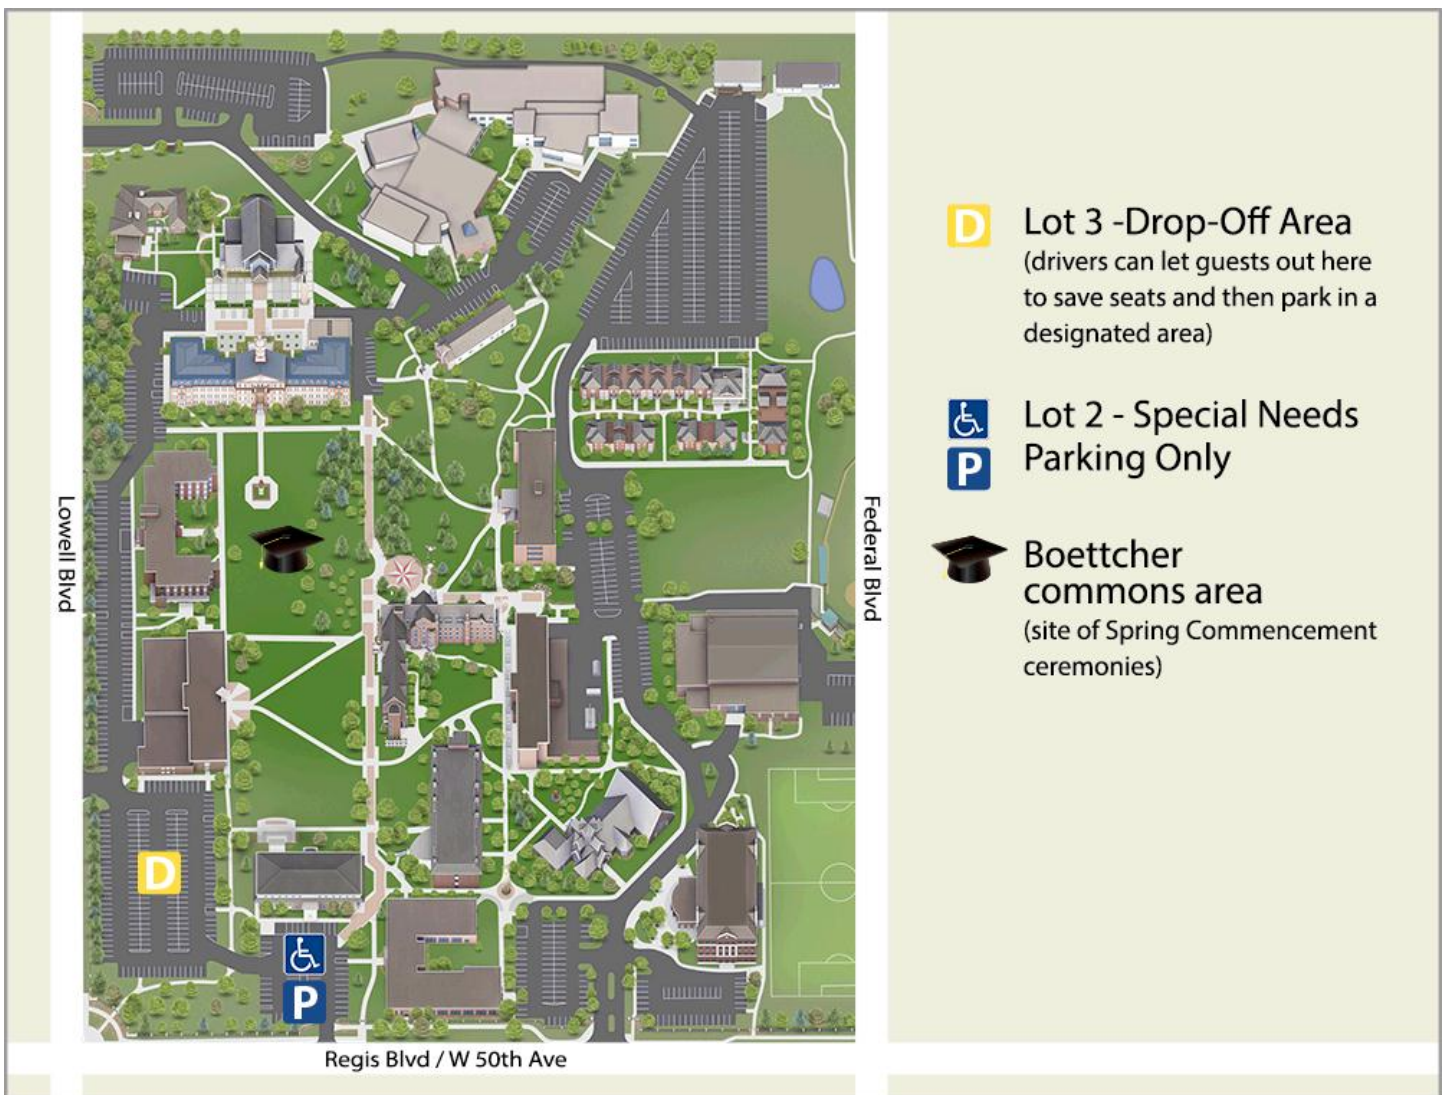 D
Lot 3 -Drop-Off Area
(drivers can let guests out here
to save seats and then park in a
designated area)
Lot 2 - Special Needs
P
Parking Only
Boettcher
commons area
(site of Spring Commencement
ceremonies)
Lowell Blvd
Federal Blvd
D
P
Regis Blvd / W 50th Ave